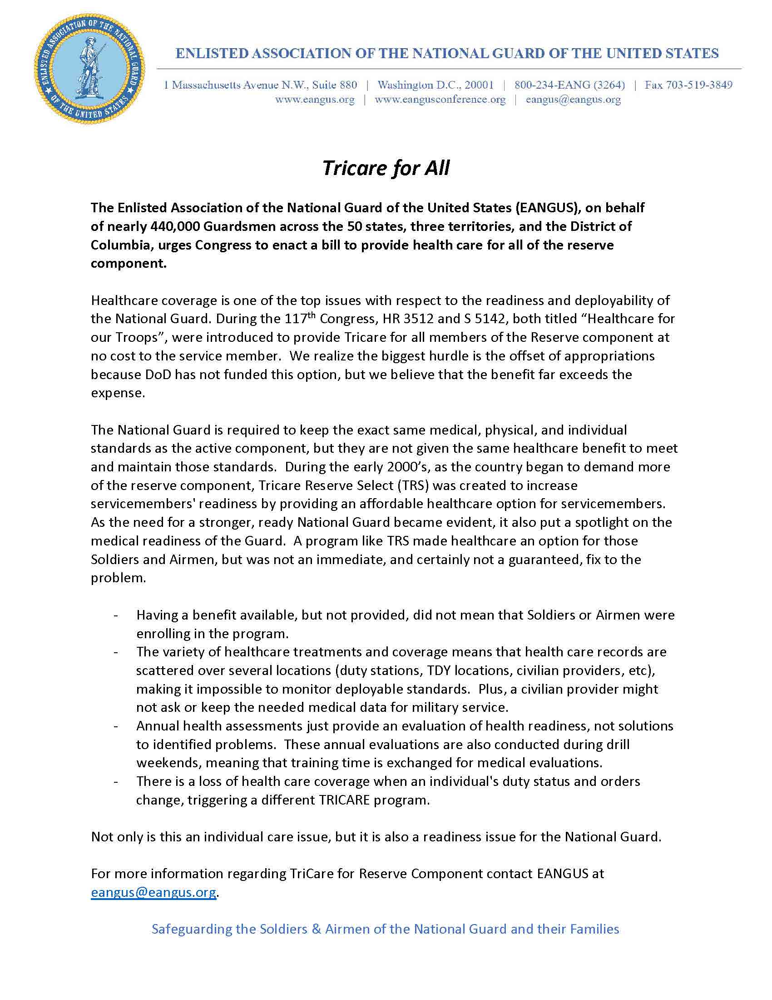 ENLISTED ASSOCIATION OF THE NATIONAL GUARD
OF THE UNITED STATES
ENLISTED ASSOCIATION OF THE NATIONAL GUARD OF THE UNITED STATES
1 Massachusetts Avenue N.W., Suite 880 | Washington D.C., 20001 | 800-234-EANG (3264) | Fax 703-519-3849
www.eangus.org | www.eangusconference.org | eangus@eangus.org
Tricare for All
The Enlisted Association of the National Guard of the United States (EANGUS), on behalf
of nearly 440,000 Guardsmen across the 50 states, three territories, and the District of
Columbia, urges Congress to enact a bill to provide health care for all of the reserve
component.
Healthcare coverage is one of the top issues with respect to the readiness and deployability of
the National Guard. During the 117th Congress, HR 3512 and S 5142, both titled “Healthcare for
our Troops”, were introduced to provide Tricare for all members of the Reserve component at
no cost to the service member.  We realize the biggest hurdle is the offset of appropriations
because DoD has not funded this option, but we believe that the benefit far exceeds the
expense.
The National Guard is required to keep the exact same medical, physical, and individual
standards as the active component, but they are not given the same healthcare benefit to meet
and maintain those standards.  During the early 2000’s, as the country began to demand more
of the reserve component, Tricare Reserve Select (TRS) was created to increase
servicemembers' readiness by providing an affordable healthcare option for servicemembers.
As the need for a stronger, ready National Guard became evident, it also put a spotlight on the
medical readiness of the Guard.  A program like TRS made healthcare an option for those
Soldiers and Airmen, but was not an immediate, and certainly not a guaranteed, fix to the
problem.
- Having a benefit available, but not provided, did not mean that Soldiers or Airmen were
enrolling in the program.
- The variety of healthcare treatments and coverage means that health care records are
scattered over several locations (duty stations, TDY locations, civilian providers, etc),
making it impossible to monitor deployable standards.  Plus, a civilian provider might
not ask or keep the needed medical data for military service.
- Annual health assessments just provide an evaluation of health readiness, not solutions
to identified problems.  These annual evaluations are also conducted during drill
weekends, meaning that training time is exchanged for medical evaluations.
- There is a loss of health care coverage when an individual's duty status and orders
change, triggering a different TRICARE program.
Not only is this an individual care issue, but it is also a readiness issue for the National Guard.
For more information regarding TriCare for Reserve Component contact EANGUS at
eangus@eangus.org.
Safeguarding the Soldiers & Airmen of the National Guard and their Families